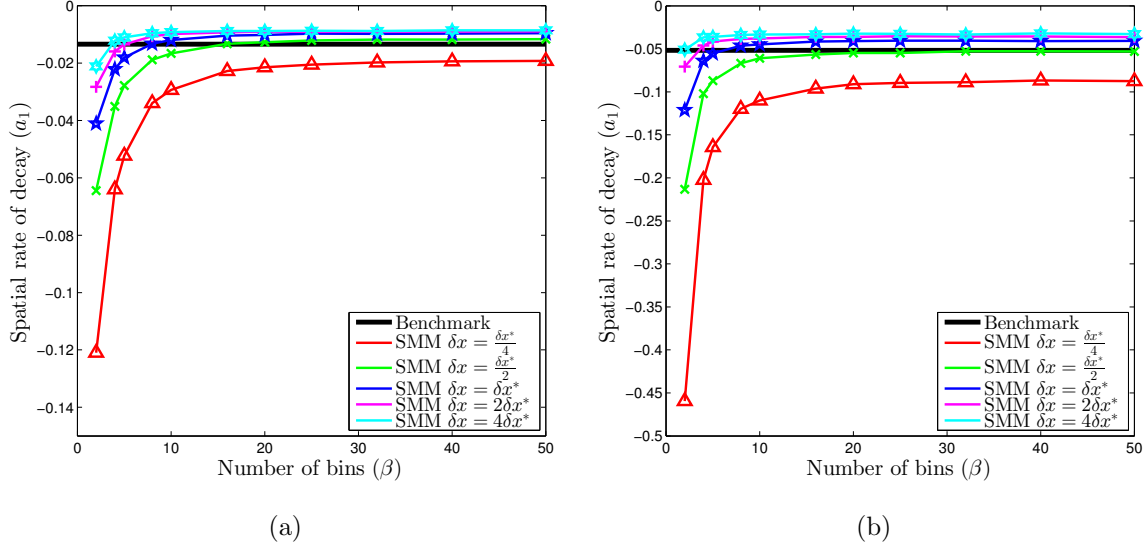 0
−0.02
−0.04
−0.06
−0.08
−0.1
−0.12
−0.14
Spatial rate of decay (a₁)
0 10 20 30 40 50
Number of bins (β)
Benchmark
SMM δx = δx*/4
SMM δx = δx*/2
SMM δx = δx*
SMM δx = 2δx*
SMM δx = 4δx*
(a)
0
−0.05
−0.1
−0.15
−0.2
−0.25
−0.3
−0.35
−0.4
−0.45
−0.5
Spatial rate of decay (a₁)
0 10 20 30 40 50
Number of bins (β)
Benchmark
SMM δx = δx*/4
SMM δx = δx*/2
SMM δx = δx*
SMM δx = 2δx*
SMM δx = 4δx*
(b)